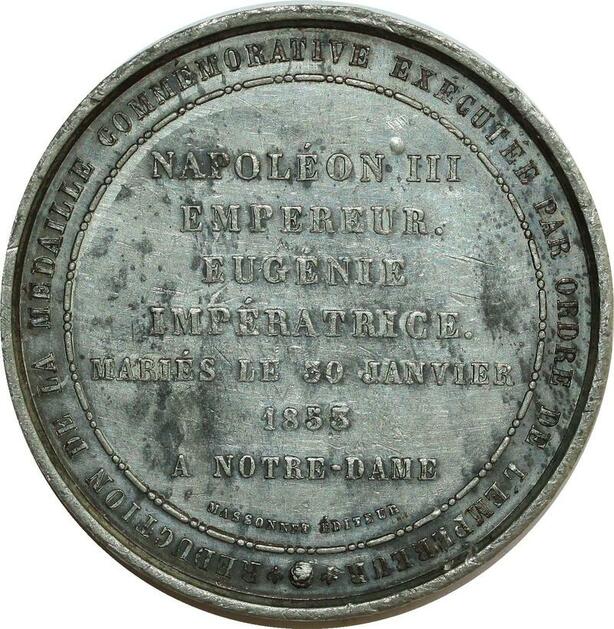 REDUCTION DE LA MÉDAILLE COMMÉMORATIVE EXÉCUTÉE PAR ORDRE DE L'EMPEREUR
NAPOLÉON III
EMPEREUR.
EUGÉNIE
IMPÉRATRICE.
MARIÉS LE 30 JANVIER
1853
A NOTRE-DAME
MASSONNET ÉDITEUR